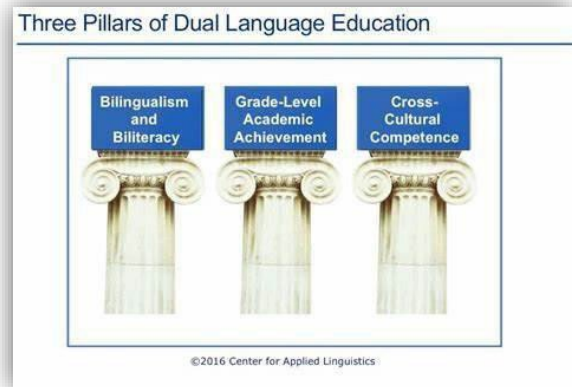 Three Pillars of Dual Language Education
Bilingualism
and
Biliteracy
Grade-Level
Academic
Achievement
Cross-
Cultural
Competence
©2016 Center for Applied Linguistics